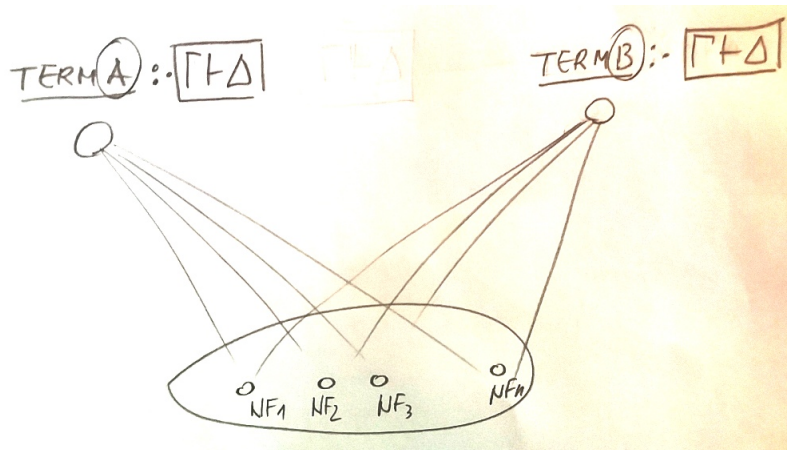 TERM A :· Γ⊢Δ
TERM B :· Γ⊢Δ
NF1 NF2 NF3 NFn